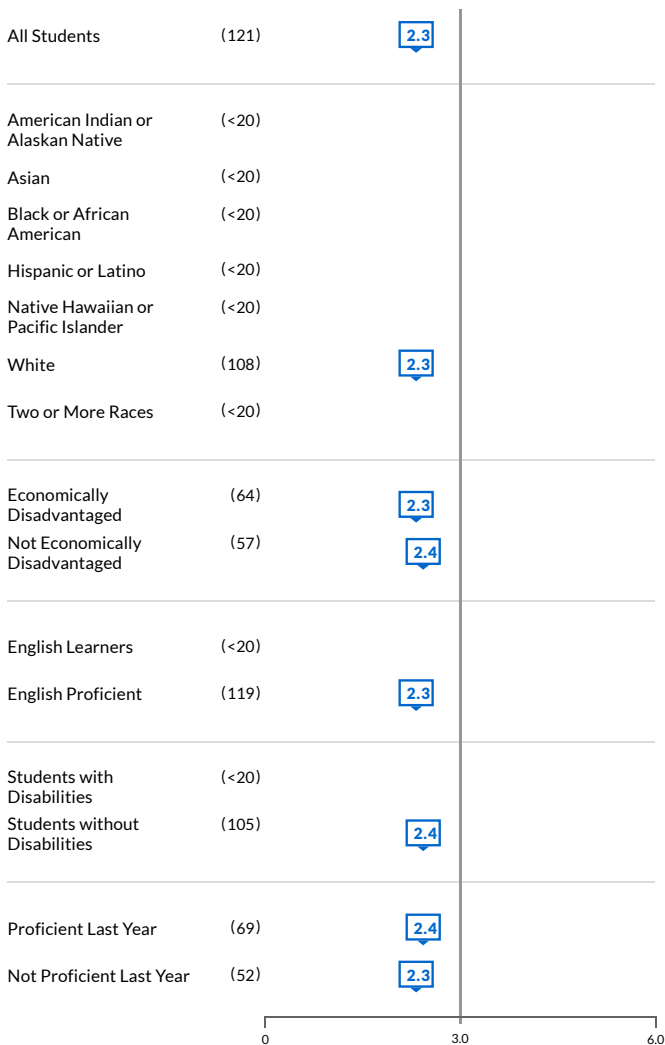 All Students (121) 2.3
American Indian or (<20)
Alaskan Native
Asian (<20)
Black or African (<20)
American
Hispanic or Latino (<20)
Native Hawaiian or (<20)
Pacific Islander
White (108) 2.3
Two or More Races (<20)
Economically (64) 2.3
Disadvantaged
Not Economically (57) 2.4
Disadvantaged
English Learners (<20)
English Proficient (119) 2.3
Students with (<20)
Disabilities
Students without (105) 2.4
Disabilities
Proficient Last Year (69) 2.4
Not Proficient Last Year (52) 2.3
0 3.0 6.0